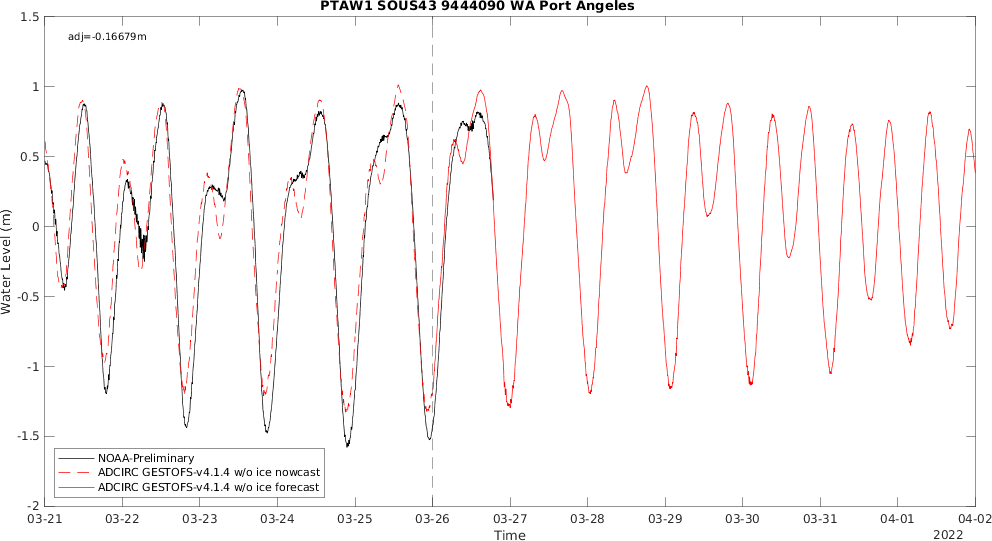 PTAW1 SOUS43 9444090 WA Port Angeles
adj=-0.16679m
1.5
1
0.5
0
-0.5
-1
-1.5
-2
Water Level (m)
NOAA-Preliminary
ADCIRC GESTOFS-v4.1.4 w/o ice nowcast
ADCIRC GESTOFS-v4.1.4 w/o ice forecast
03-21 03-22 03-23 03-24 03-25 03-26 03-27 03-28 03-29 03-30 03-31 04-01 04-02
Time
2022